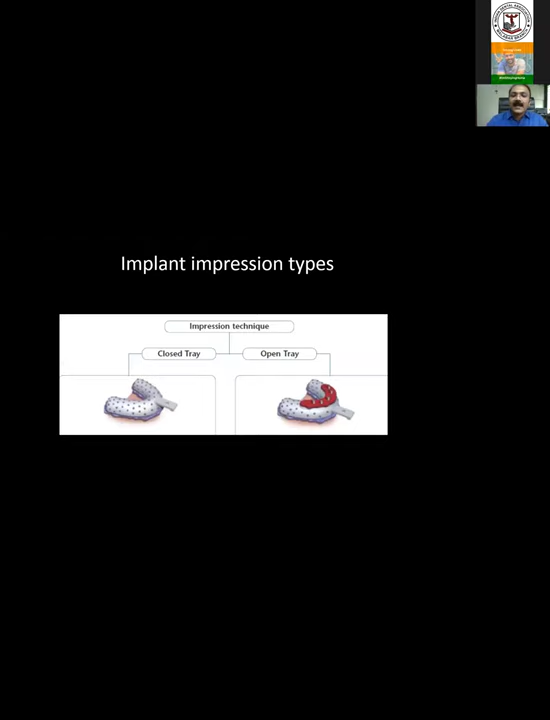 Implant impression types
Impression technique
Closed Tray
Open Tray